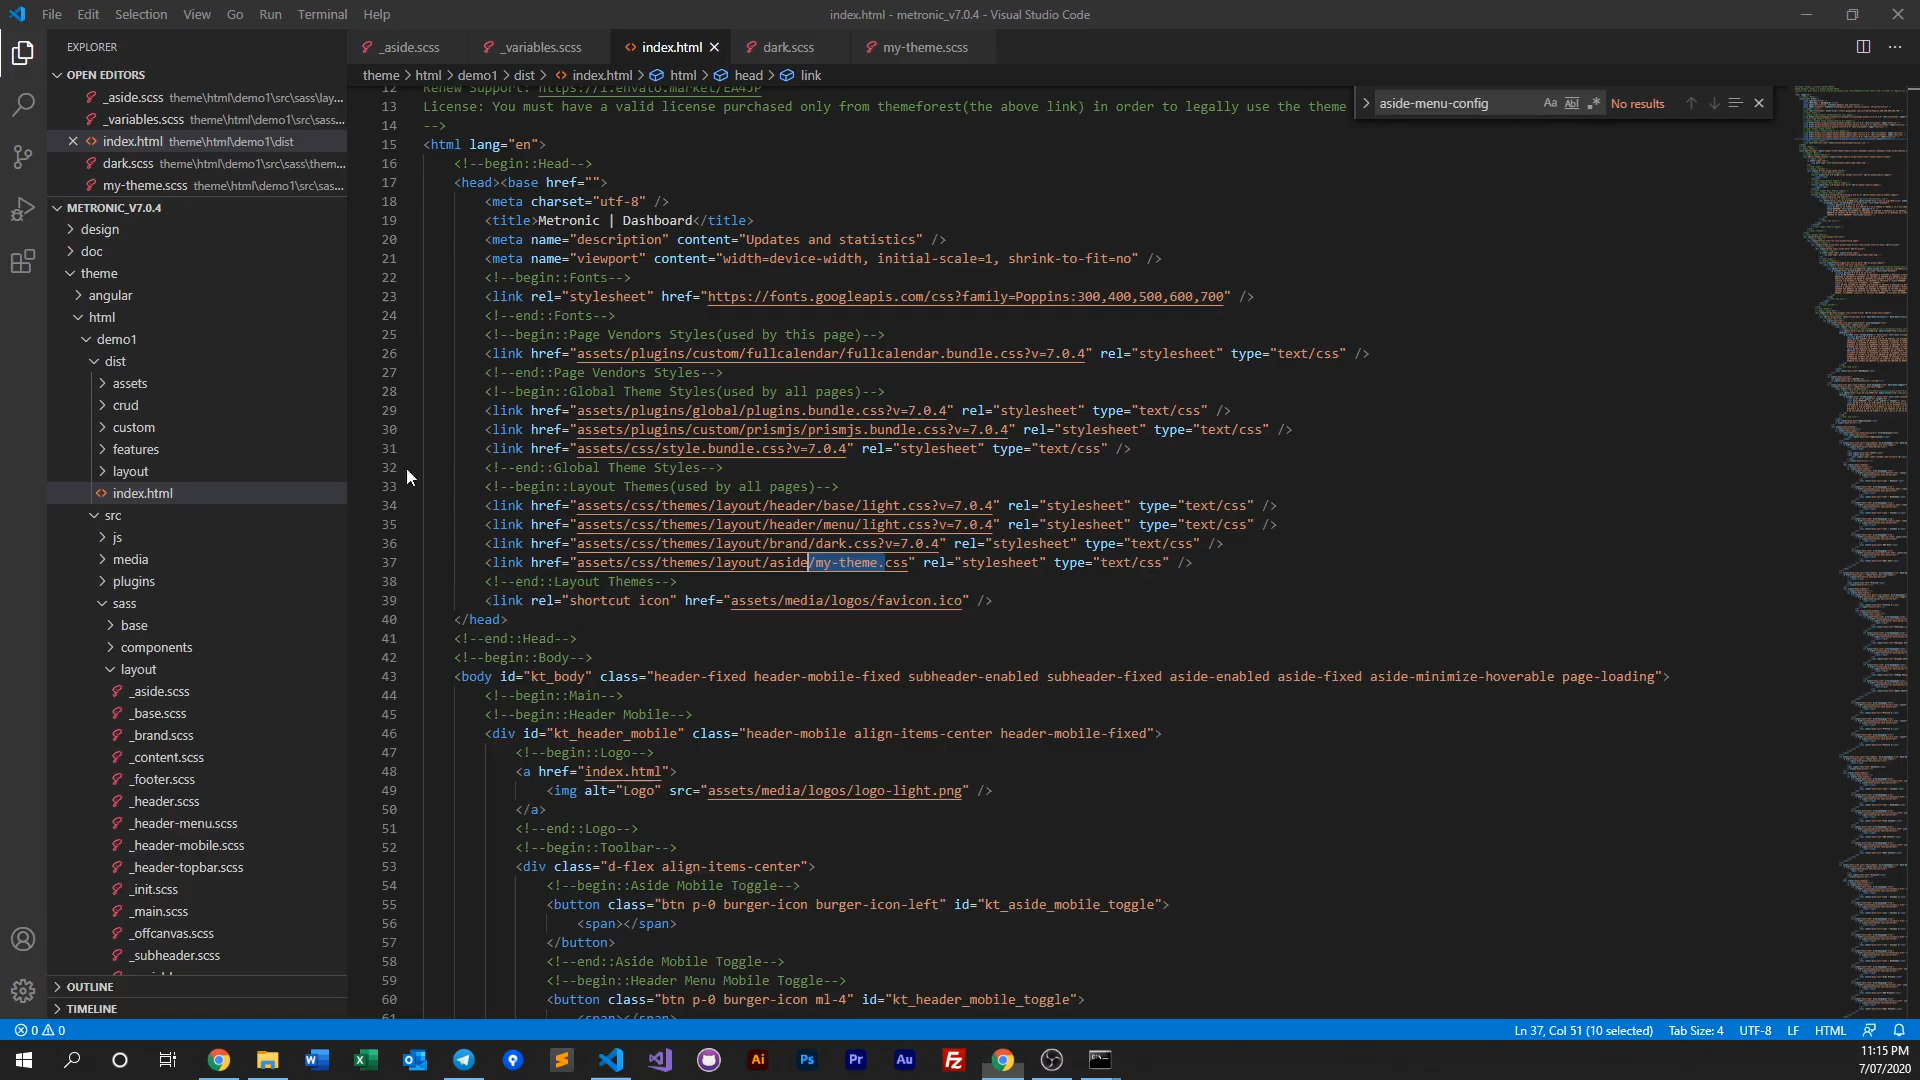 File Edit Selection View Go Run Terminal Help
index.html - metronic_v7.0.4 - Visual Studio Code
EXPLORER
OPEN EDITORS
_aside.scss theme\html\demo1\src\sass\lay...
_variables.scss theme\html\demo1\src\sass...
index.html theme\html\demo1\dist
dark.scss theme\html\demo1\src\sass\them...
my-theme.scss theme\html\demo1\src\sas...
METRONIC_V7.0.4
design
doc
theme
angular
html
demo1
dist
assets
crud
custom
features
layout
index.html
src
js
media
plugins
sass
base
components
layout
_aside.scss
_base.scss
_brand.scss
_content.scss
_footer.scss
_header.scss
_header-menu.scss
_header-mobile.scss
_header-topbar.scss
_init.scss
_main.scss
_offcanvas.scss
_subheader.scss
OUTLINE
TIMELINE
_aside.scss _variables.scss index.html dark.scss my-theme.scss
theme > html > demo1 > dist > index.html > html > head > link
aside-menu-config Aa Abl .* No results
12 Renew Support: https://1.envato.market/EA4JP
13 License: You must have a valid license purchased only from themeforest(the above link) in order to legally use the theme
14 -->
15 <html lang="en">
16 <!--begin::Head-->
17 <head><base href="">
18 <meta charset="utf-8" />
19 <title>Metronic | Dashboard</title>
20 <meta name="description" content="Updates and statistics" />
21 <meta name="viewport" content="width=device-width, initial-scale=1, shrink-to-fit=no" />
22 <!--begin::Fonts-->
23 <link rel="stylesheet" href="https://fonts.googleapis.com/css?family=Poppins:300,400,500,600,700" />
24 <!--end::Fonts-->
25 <!--begin::Page Vendors Styles(used by this page)-->
26 <link href="assets/plugins/custom/fullcalendar/fullcalendar.bundle.css?v=7.0.4" rel="stylesheet" type="text/css" />
27 <!--end::Page Vendors Styles-->
28 <!--begin::Global Theme Styles(used by all pages)-->
29 <link href="assets/plugins/global/plugins.bundle.css?v=7.0.4" rel="stylesheet" type="text/css" />
30 <link href="assets/plugins/custom/prismjs/prismjs.bundle.css?v=7.0.4" rel="stylesheet" type="text/css" />
31 <link href="assets/css/style.bundle.css?v=7.0.4" rel="stylesheet" type="text/css" />
32 <!--end::Global Theme Styles-->
33 <!--begin::Layout Themes(used by all pages)-->
34 <link href="assets/css/themes/layout/header/base/light.css?v=7.0.4" rel="stylesheet" type="text/css" />
35 <link href="assets/css/themes/layout/header/menu/light.css?v=7.0.4" rel="stylesheet" type="text/css" />
36 <link href="assets/css/themes/layout/brand/dark.css?v=7.0.4" rel="stylesheet" type="text/css" />
37 <link href="assets/css/themes/layout/aside/my-theme.css" rel="stylesheet" type="text/css" />
38 <!--end::Layout Themes-->
39 <link rel="shortcut icon" href="assets/media/logos/favicon.ico" />
40 </head>
41 <!--end::Head-->
42 <!--begin::Body-->
43 <body id="kt_body" class="header-fixed header-mobile-fixed subheader-enabled subheader-fixed aside-enabled aside-fixed aside-minimize-hoverable page-loading">
44 <!--begin::Main-->
45 <!--begin::Header Mobile-->
46 <div id="kt_header_mobile" class="header-mobile align-items-center header-mobile-fixed">
47 <!--begin::Logo-->
48 <a href="index.html">
49 <img alt="Logo" src="assets/media/logos/logo-light.png" />
50 </a>
51 <!--end::Logo-->
52 <!--begin::Toolbar-->
53 <div class="d-flex align-items-center">
54 <!--begin::Aside Mobile Toggle-->
55 <button class="btn p-0 burger-icon burger-icon-left" id="kt_aside_mobile_toggle">
56 <span></span>
57 </button>
58 <!--end::Aside Mobile Toggle-->
59 <!--begin::Header Menu Mobile Toggle-->
60 <button class="btn p-0 burger-icon ml-4" id="kt_header_mobile_toggle">
61 <span></span>
0 0 Ln 37, Col 51 (10 selected) Tab Size: 4 UTF-8 LF HTML
Ai Ps Pr Au Fz
11:15 PM
7/07/2020